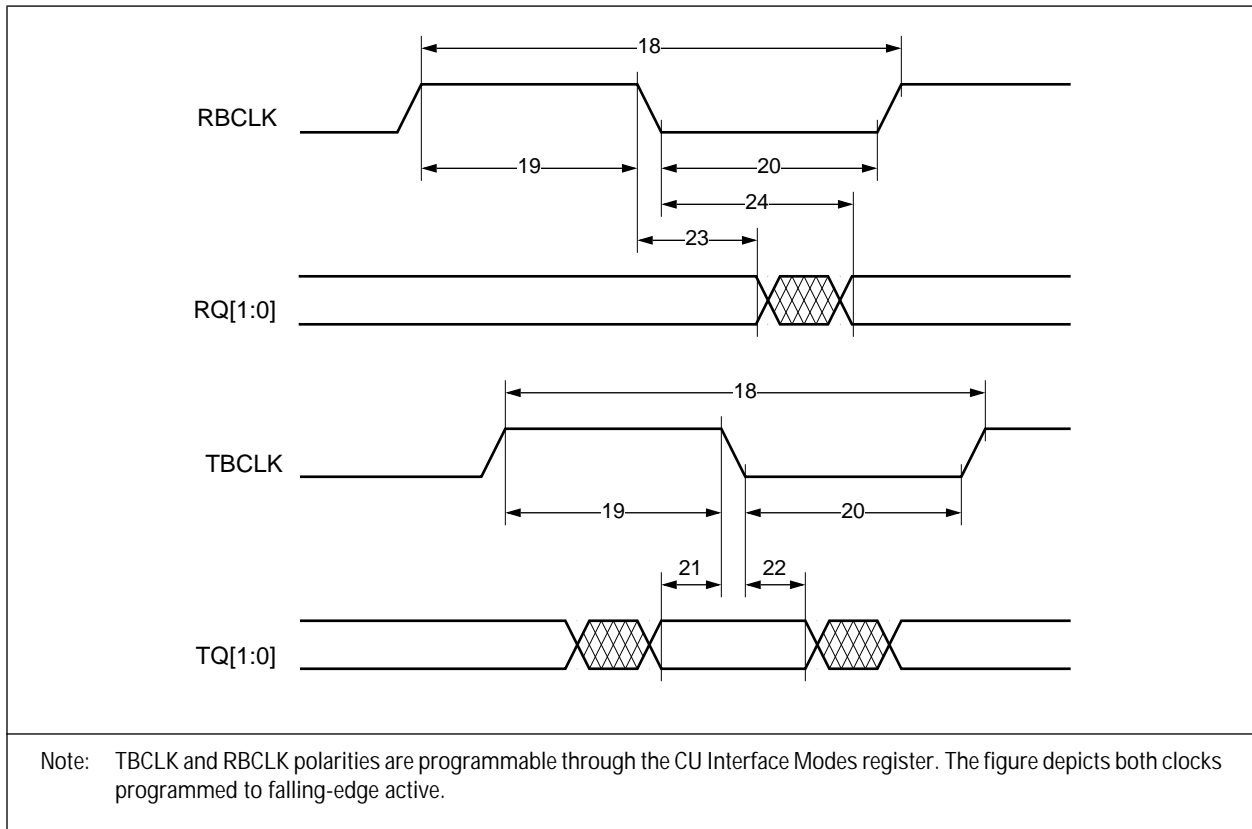 18
RBCLK
19
20
24
23
RQ[1:0]
18
TBCLK
19
20
21
22
TQ[1:0]
Note: TBCLK and RBCLK polarities are programmable through the CU Interface Modes register. The figure depicts both clocks
programmed to falling-edge active.